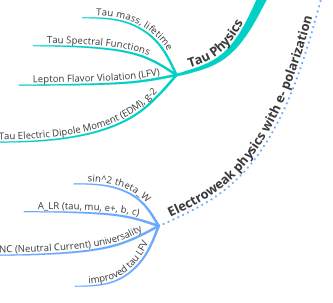 Tau mass, lifetime
Tau Spectral Functions
Lepton Flavor Violation (LFV)
Tau Electric Dipole Moment (EDM), g-2
Tau Physics
sin^2 theta_W
A_LR (tau, mu, e+, b, c)
NC (Neutral Current) universality
improved tau LFV
Electroweak physics with e- polarization